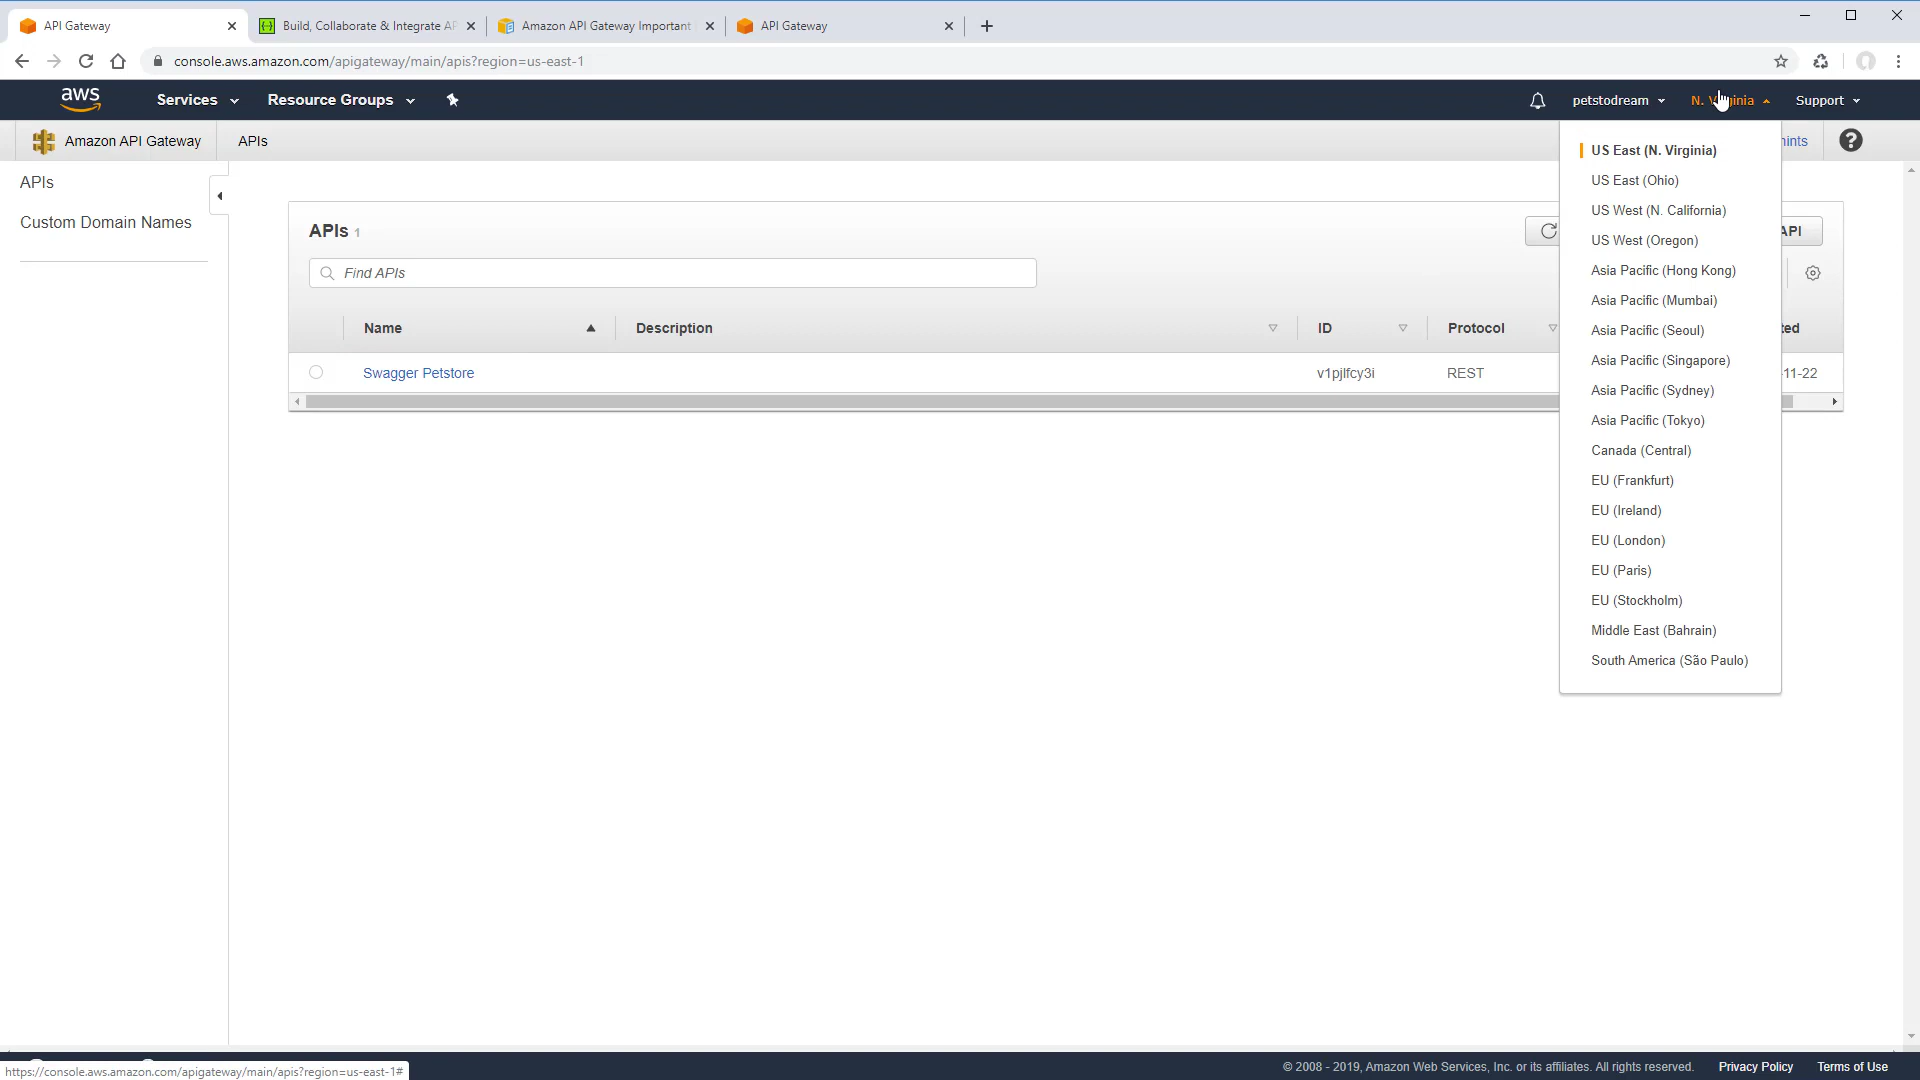 API Gateway
Build, Collaborate & Integrate AP
Amazon API Gateway Important
API Gateway
console.aws.amazon.com/apigateway/main/apis?region=us-east-1
aws
Services
Resource Groups
petstodream
N. Virginia
Support
Amazon API Gateway
APIs
hints
?
APIs
Custom Domain Names
APIs 1
API
Find APIs
Name
Description
ID
Protocol
ted
Swagger Petstore
v1pjlfcy3i
REST
-11-22
US East (N. Virginia)
US East (Ohio)
US West (N. California)
US West (Oregon)
Asia Pacific (Hong Kong)
Asia Pacific (Mumbai)
Asia Pacific (Seoul)
Asia Pacific (Singapore)
Asia Pacific (Sydney)
Asia Pacific (Tokyo)
Canada (Central)
EU (Frankfurt)
EU (Ireland)
EU (London)
EU (Paris)
EU (Stockholm)
Middle East (Bahrain)
South America (São Paulo)
https://console.aws.amazon.com/apigateway/main/apis?region=us-east-1#
© 2008 - 2019, Amazon Web Services, Inc. or its affiliates. All rights reserved.
Privacy Policy
Terms of Use